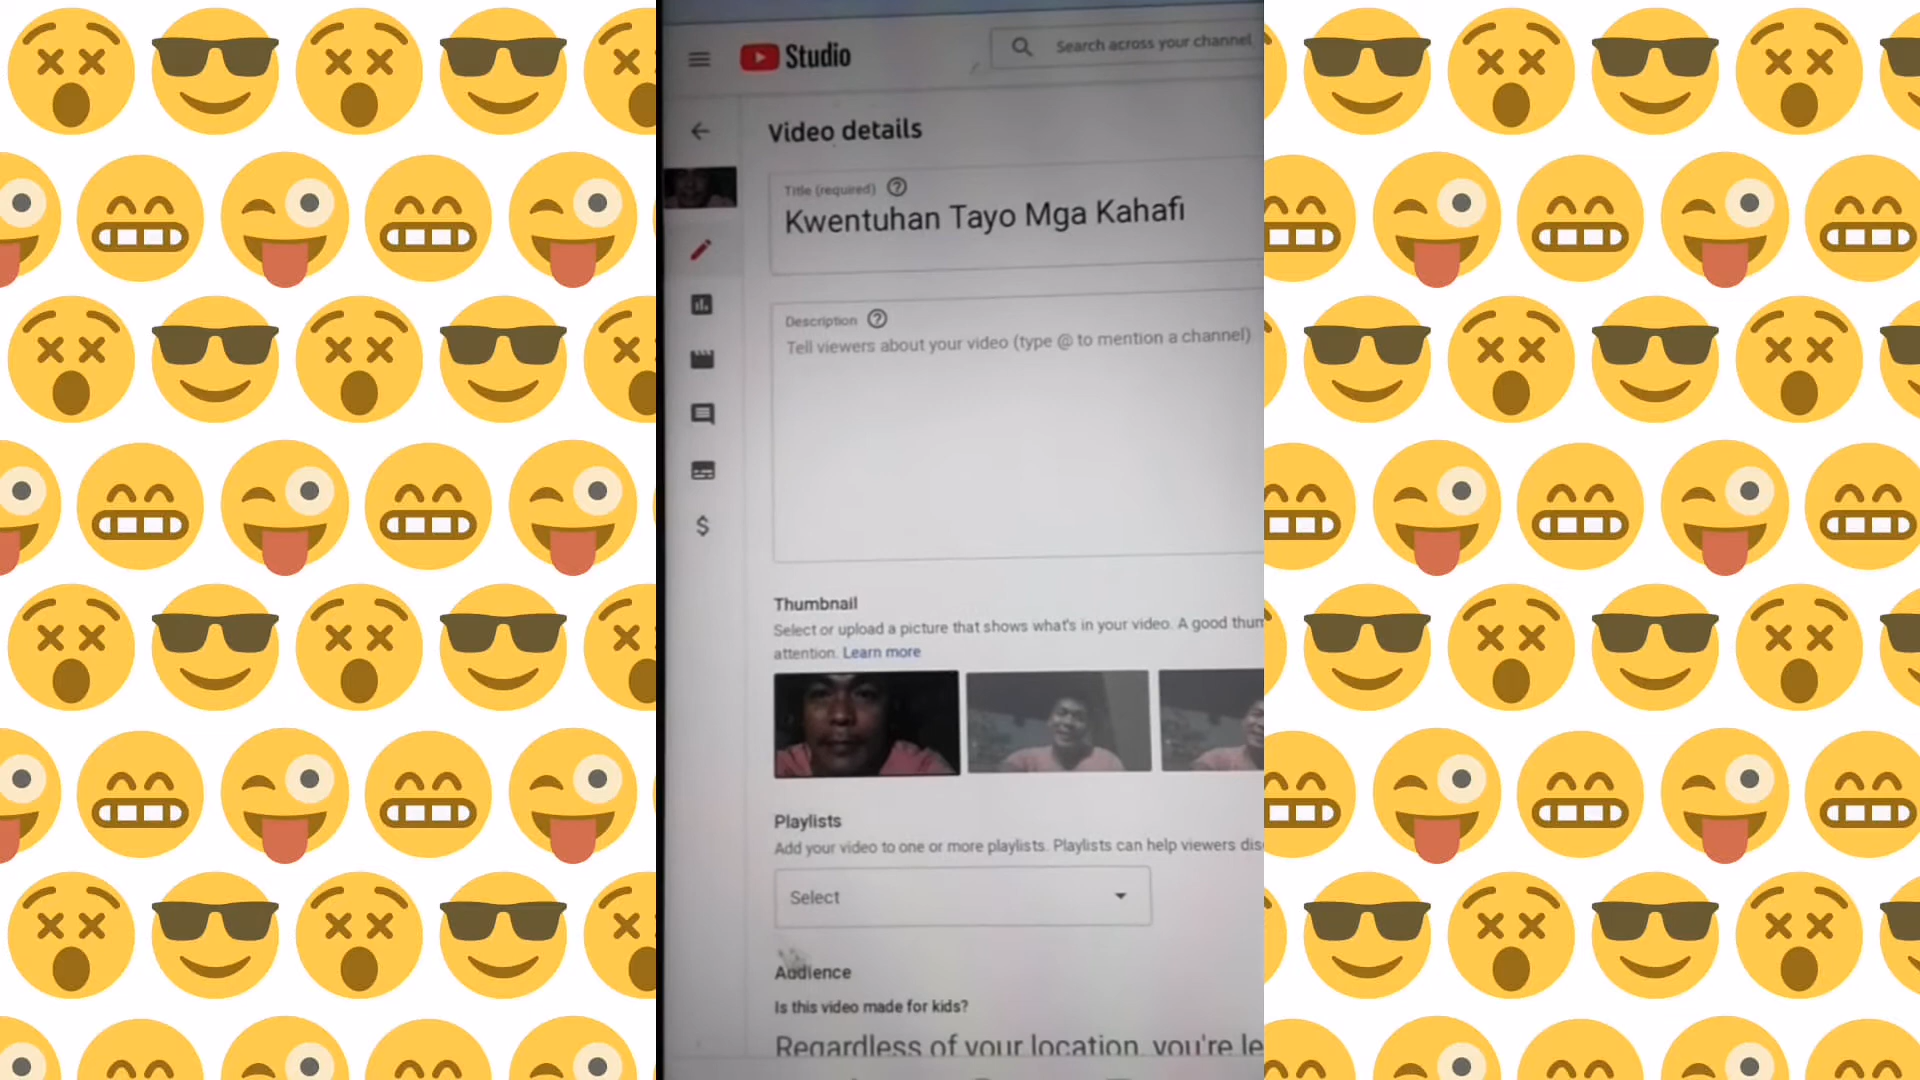 Studio
Search across your channel
Video details
Title (required)
Kwentuhan Tayo Mga Kahafi
Description
Tell viewers about your video (type @ to mention a channel)
Thumbnail
Select or upload a picture that shows what's in your video. A good
attention. Learn more
Playlists
Add your video to one or more playlists. Playlists can help viewers
Select
Audience
Is this video made for kids?
Regardless of your location, you're